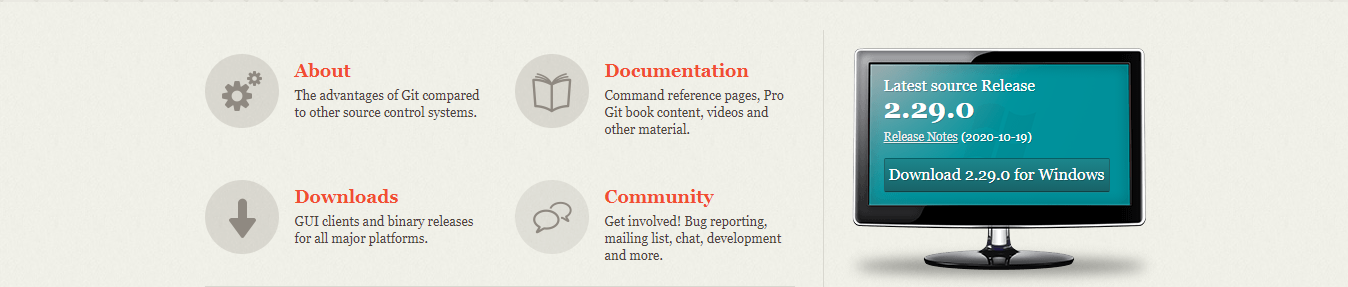 About
The advantages of Git compared
to other source control systems.
Documentation
Command reference pages, Pro
Git book content, videos and
other material.
Downloads
GUI clients and binary releases
for all major platforms.
Community
Get involved! Bug reporting,
mailing list, chat, development
and more.
Latest source Release
2.29.0
Release Notes (2020-10-19)
Download 2.29.0 for Windows